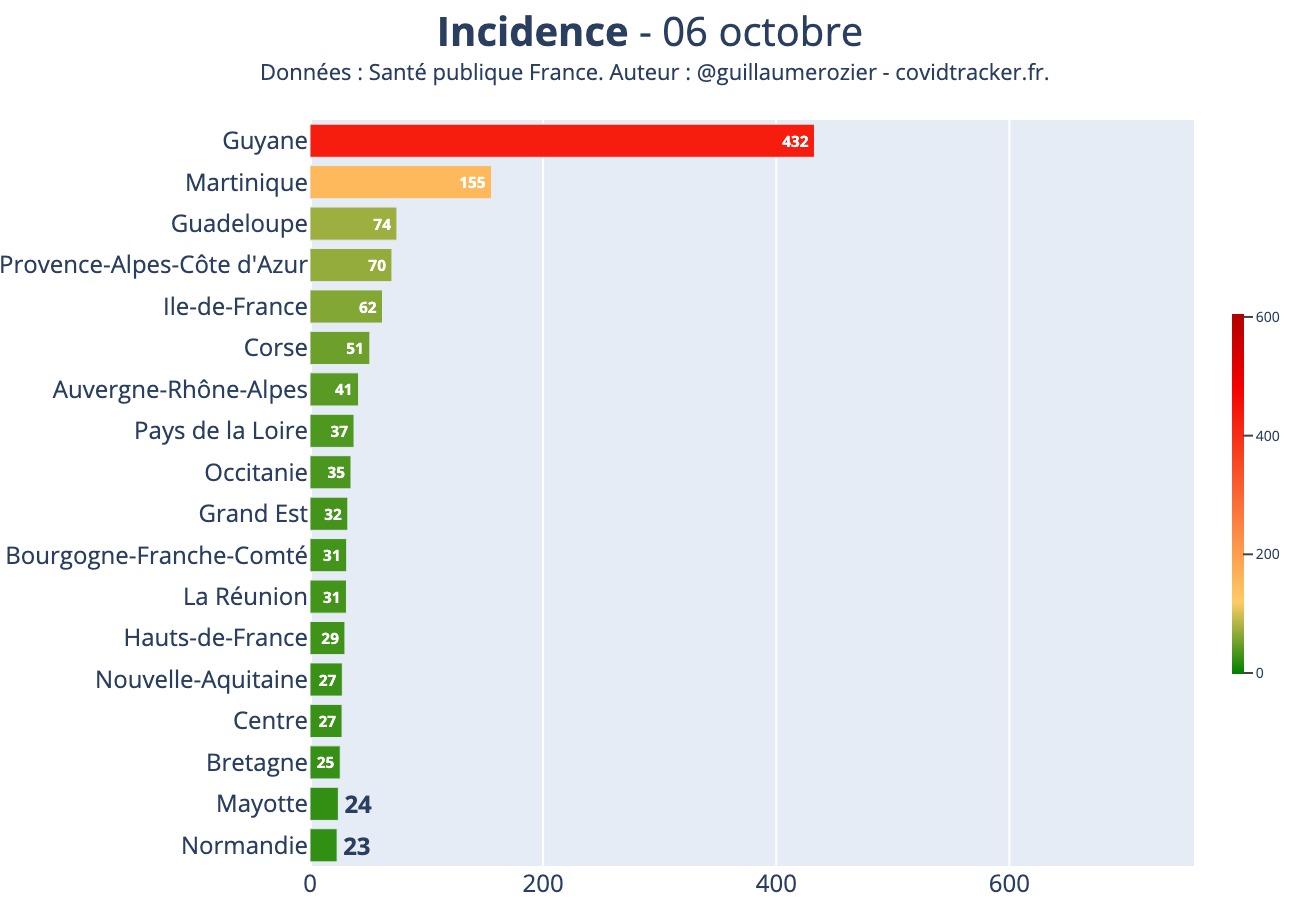 Incidence - 06 octobre
Données : Santé publique France. Auteur : @guillaumerozier - covidtracker.fr.
Guyane 432
Martinique 155
Guadeloupe 74
Provence-Alpes-Côte d'Azur 70
Ile-de-France 62
Corse 51
Auvergne-Rhône-Alpes 41
Pays de la Loire 37
Occitanie 35
Grand Est 32
Bourgogne-Franche-Comté 31
La Réunion 31
Hauts-de-France 29
Nouvelle-Aquitaine 27
Centre 27
Bretagne 25
Mayotte 24
Normandie 23
0 200 400 600
600
400
200
0